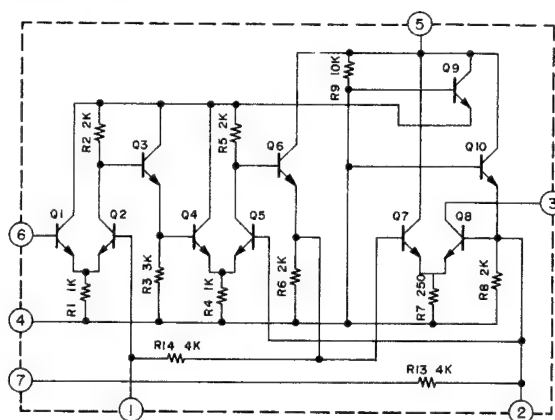 5
R9 10K
Q9
R2 2K
Q3
R5 2K
Q6
Q10
3
Q1
Q2
Q4
Q5
Q7
Q8
6
R1 1K
R3 3K
R4 1K
R6 2K
R7 250
R8 2K
4
R14 4K
7
R13 4K
1
2